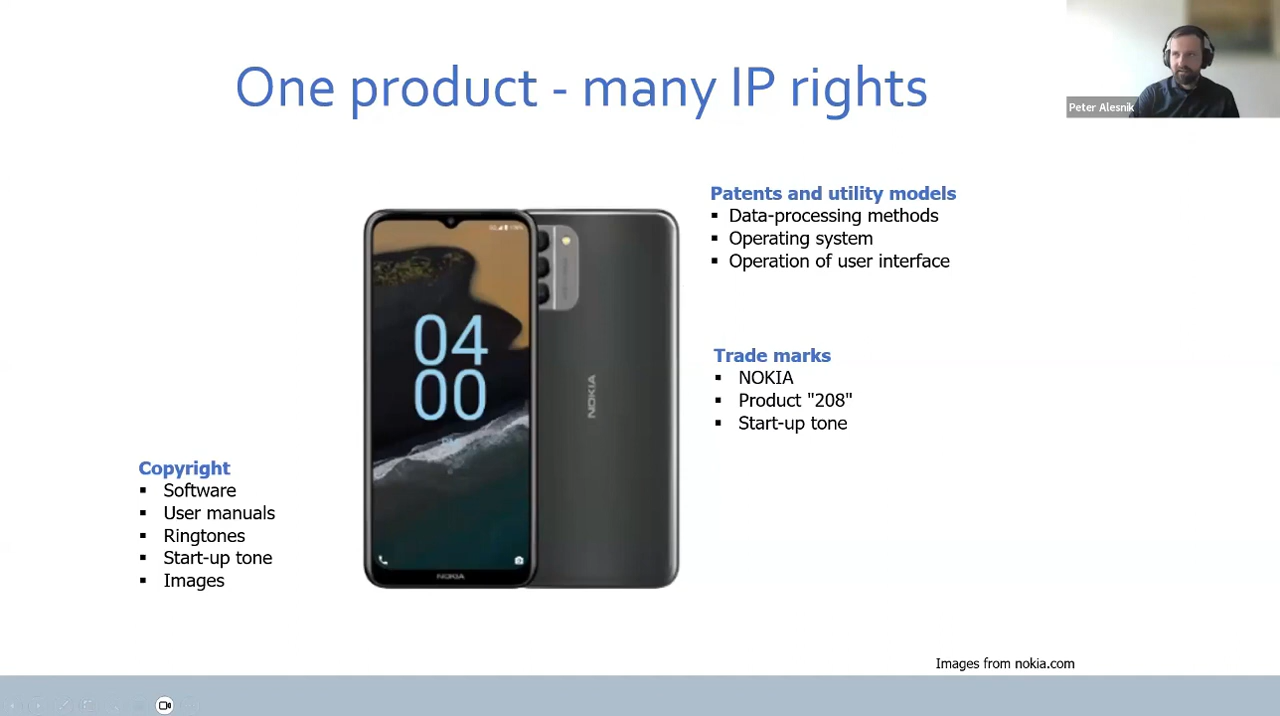 One product - many IP rights
Peter Alesnik
Patents and utility models
▪ Data-processing methods
▪ Operating system
▪ Operation of user interface
04
00
NOKIA
NOKIA
Trade marks
▪ NOKIA
▪ Product "208"
▪ Start-up tone
Copyright
▪ Software
▪ User manuals
▪ Ringtones
▪ Start-up tone
▪ Images
Images from nokia.com